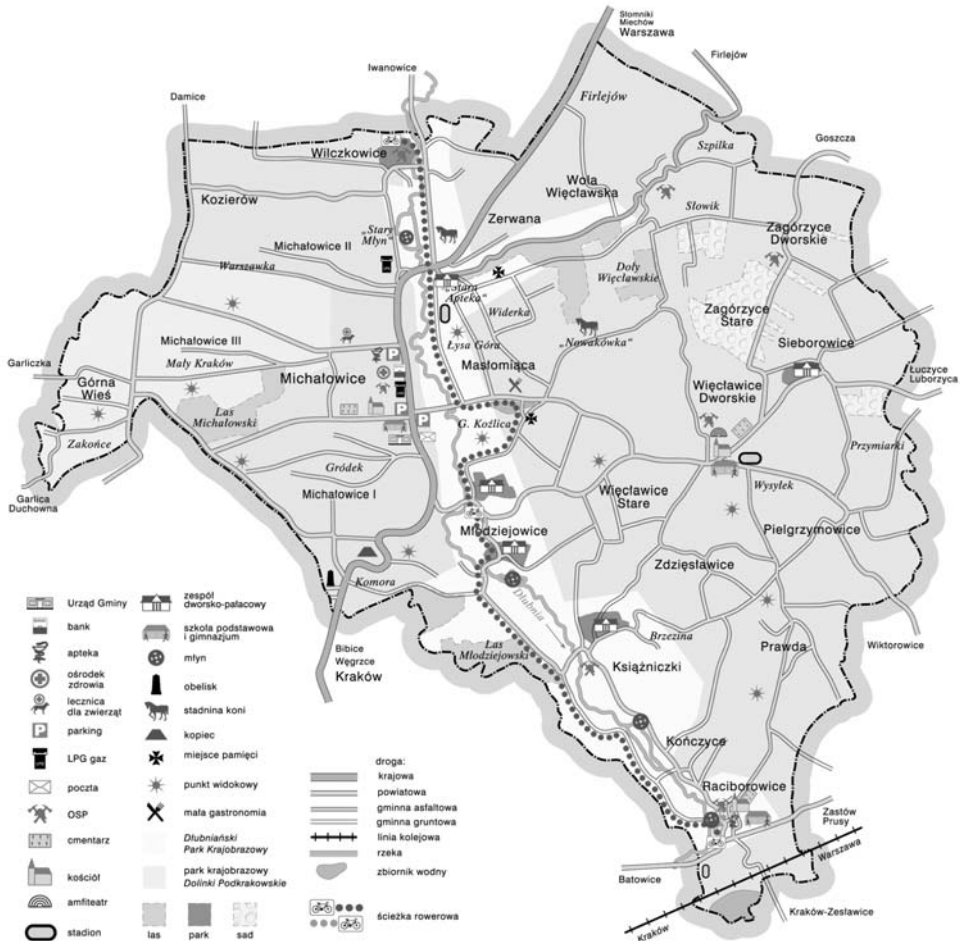 Słomniki
Miechów
Warszawa
Firlejów
Iwanowice
Damice
Firlejów
Goszcza
Szpilka
Wilczkowice
Wola
Więcławska
Słowik
Kozierów
Zerwana
Zagórzyce
Dworskie
„Stary
Młyn"
Michałowice II
Warszawka
Doły
Więcławskie
„Stara
Apteka"
Widerka
Zagórzyce
Stare
Łysa Góra
„Nowakówka"
Sieborowice
Michałowice III
Mały Kraków
Garliczka
Masłomiąca
Michałowice
Górna
Wieś
Więcławice
Dworskie
Łuczyce
Luborzyca
Las
Michałowski
G. Koźlica
Zakońce
Przymiarki
Gródek
Garlica
Duchowna
Michałowice I
Więcławice
Stare
Wysyłek
Młodziejowice
Pielgrzymowice
Zdzięsławice
Komora
Dłubnia
Brzezina
Las
Młodziejowski
Książniczki
Prawda
Wiktorowice
Bibice
Węgrzce
Kraków
Kończyce
Raciborowice
Zastów
Prusy
Batowice
Warszawa
Kraków
Kraków-Zesławice
Urząd Gminy
bank
apteka
ośrodek
zdrowia
lecznica
dla zwierząt
parking
LPG gaz
poczta
OSP
cmentarz
kościół
amfiteatr
stadion
zespół
dworsko-pałacowy
szkoła podstawowa
i gimnazjum
młyn
obelisk
stadnina koni
kopiec
miejsce pamięci
punkt widokowy
mała gastronomia
Dłubniański
Park Krajobrazowy
park krajobrazowy
Dolinki Podkrakowskie
las
park
sad
droga:
krajowa
powiatowa
gminna asfaltowa
gminna gruntowa
linia kolejowa
rzeka
zbiornik wodny
ścieżka rowerowa